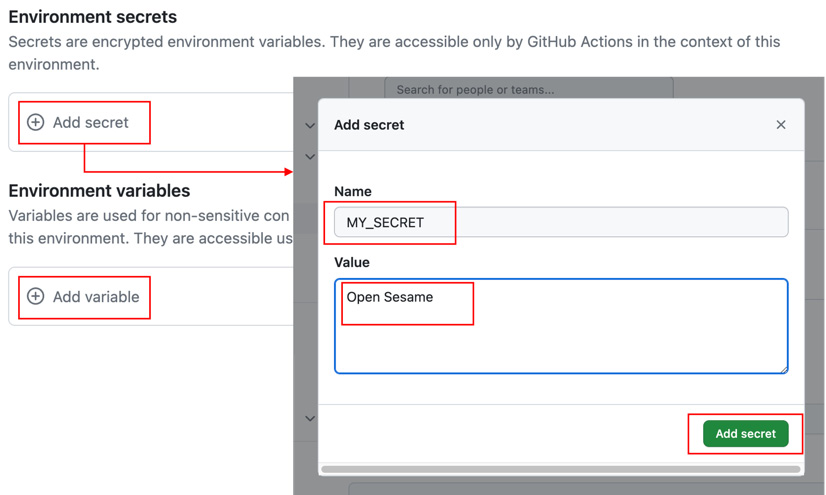 Environment secrets
Secrets are encrypted environment variables. They are accessible only by GitHub Actions in the context of this
environment.
Add secret
Environment variables
Variables are used for non-sensitive con
this environment. They are accessible us
Add variable
Search for people or teams...
Add secret
Name
MY_SECRET
Value
Open Sesame
Add secret